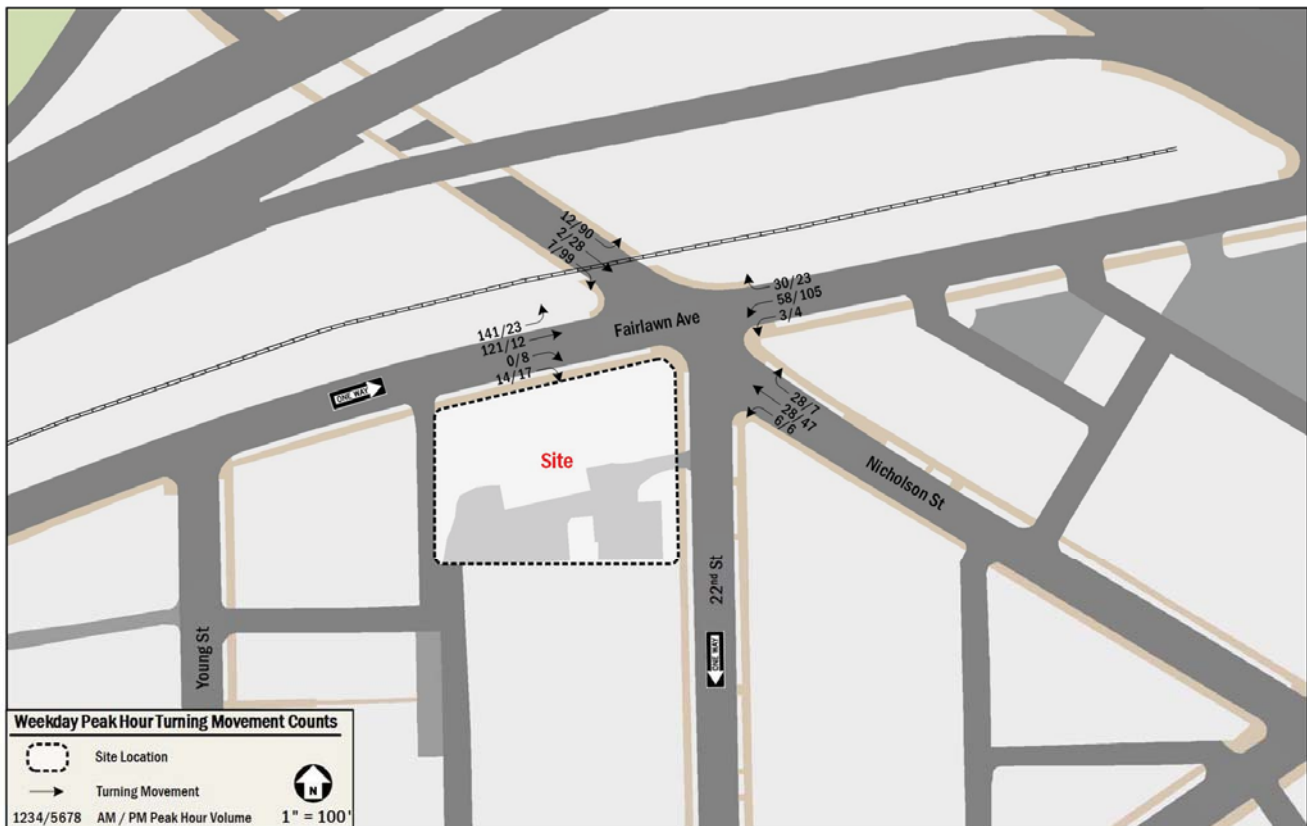 12/90
2/28
7/99
30/23
58/105
3/4
141/23
121/12
0/8
14/17
Fairlawn Ave
ONE WAY
28/7
28/47
6/6
Site
Nicholson St
22nd St
ONE WAY
Young St
Weekday Peak Hour Turning Movement Counts
Site Location
Turning Movement
N
1234/5678 AM / PM Peak Hour Volume 1" = 100'